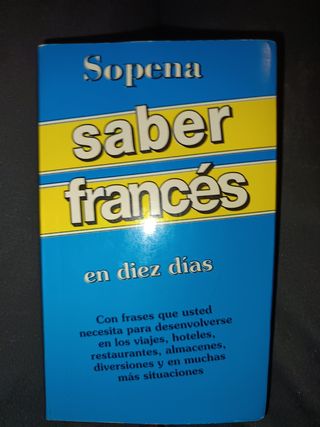 Sopena
saber
francés
en diez días
Con frases que usted
necesita para desenvolverse
en los viajes, hoteles,
restaurantes, almacenes,
diversiones y en muchas
más situaciones